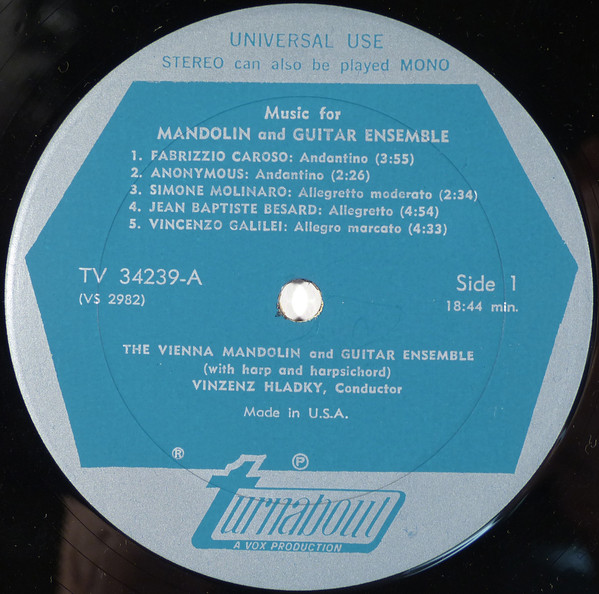 UNIVERSAL USE
STEREO can also be played MONO
Music for
MANDOLIN and GUITAR ENSEMBLE
1. FABRIZZIO CAROSO: Andantino (3:55)
2. ANONYMOUS: Andantino (2:26)
3. SIMONE MOLINARO: Allegretto moderato (2:34)
4. JEAN BAPTISTE BESARD: Allegretto (4:54)
5. VINCENZO GALILEI: Allegro marcato (4:33)
TV 34239-A
(VS 2982)
Side 1
18:44 min.
THE VIENNA MANDOLIN and GUITAR ENSEMBLE
(with harp and harpsichord)
VINZENZ HLADKY, Conductor
Made in U.S.A.
® ℗
turnabout
A VOX PRODUCTION